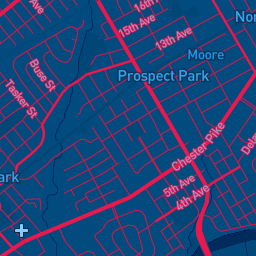 16th
Ave
15th Ave
13th Ave
Moore
Buse St
Prospect Park
Tasker St
Chester Pike
5th Ave
4th Ave
ark